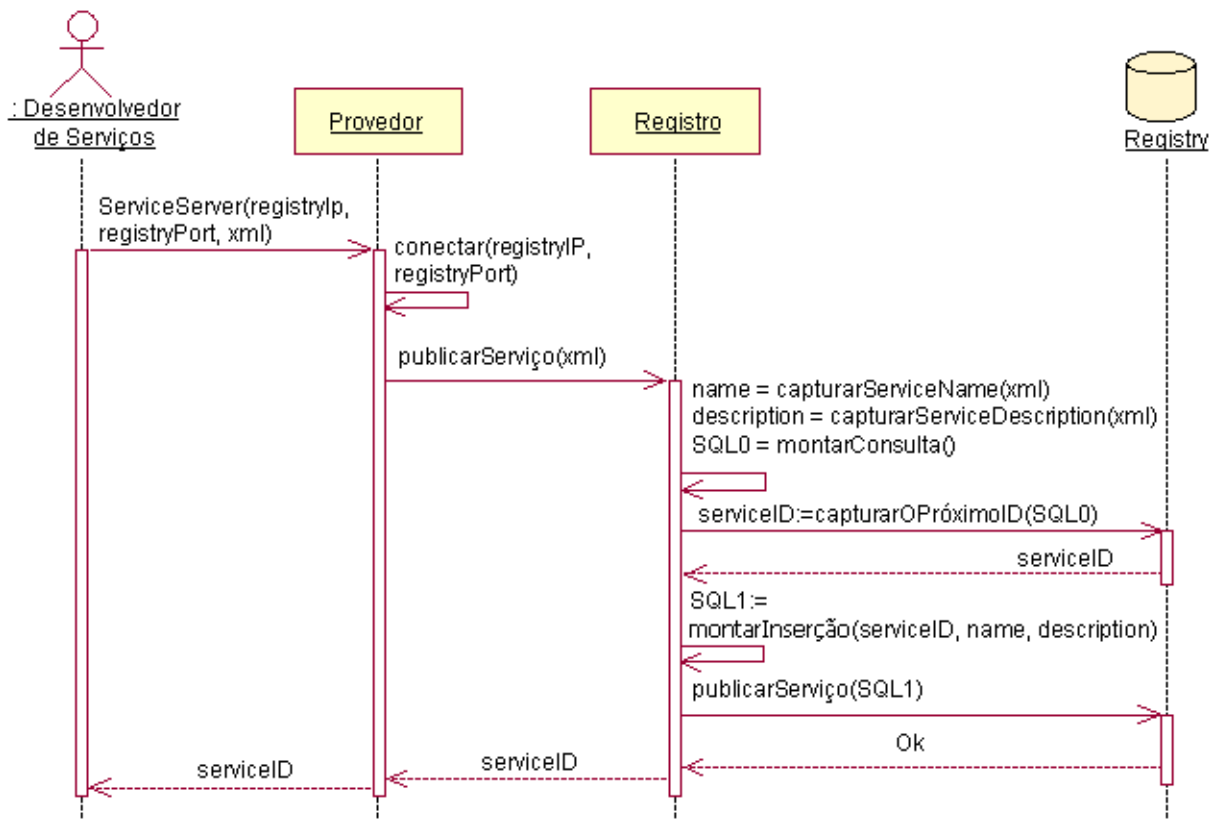 : Desenvolvedor
de Serviços
Provedor
Registro
Registry
ServiceServer(registryIp,
registryPort, xml)
conectar(registryIP,
registryPort)
publicarServiço(xml)
name = capturarServiceName(xml)
description = capturarServiceDescription(xml)
SQL0 = montarConsulta()
serviceID:=capturarOPróximoID(SQL0)
serviceID
SQL1:=
montarInserção(serviceID, name, description)
publicarServiço(SQL1)
Ok
serviceID
serviceID